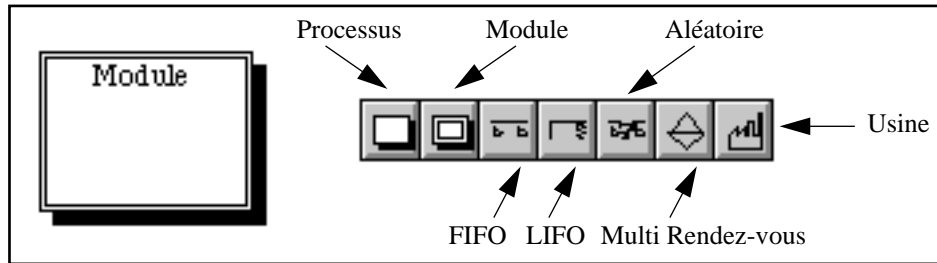 Processus
Module
Aléatoire
Module
Usine
FIFO
LIFO
Multi Rendez-vous